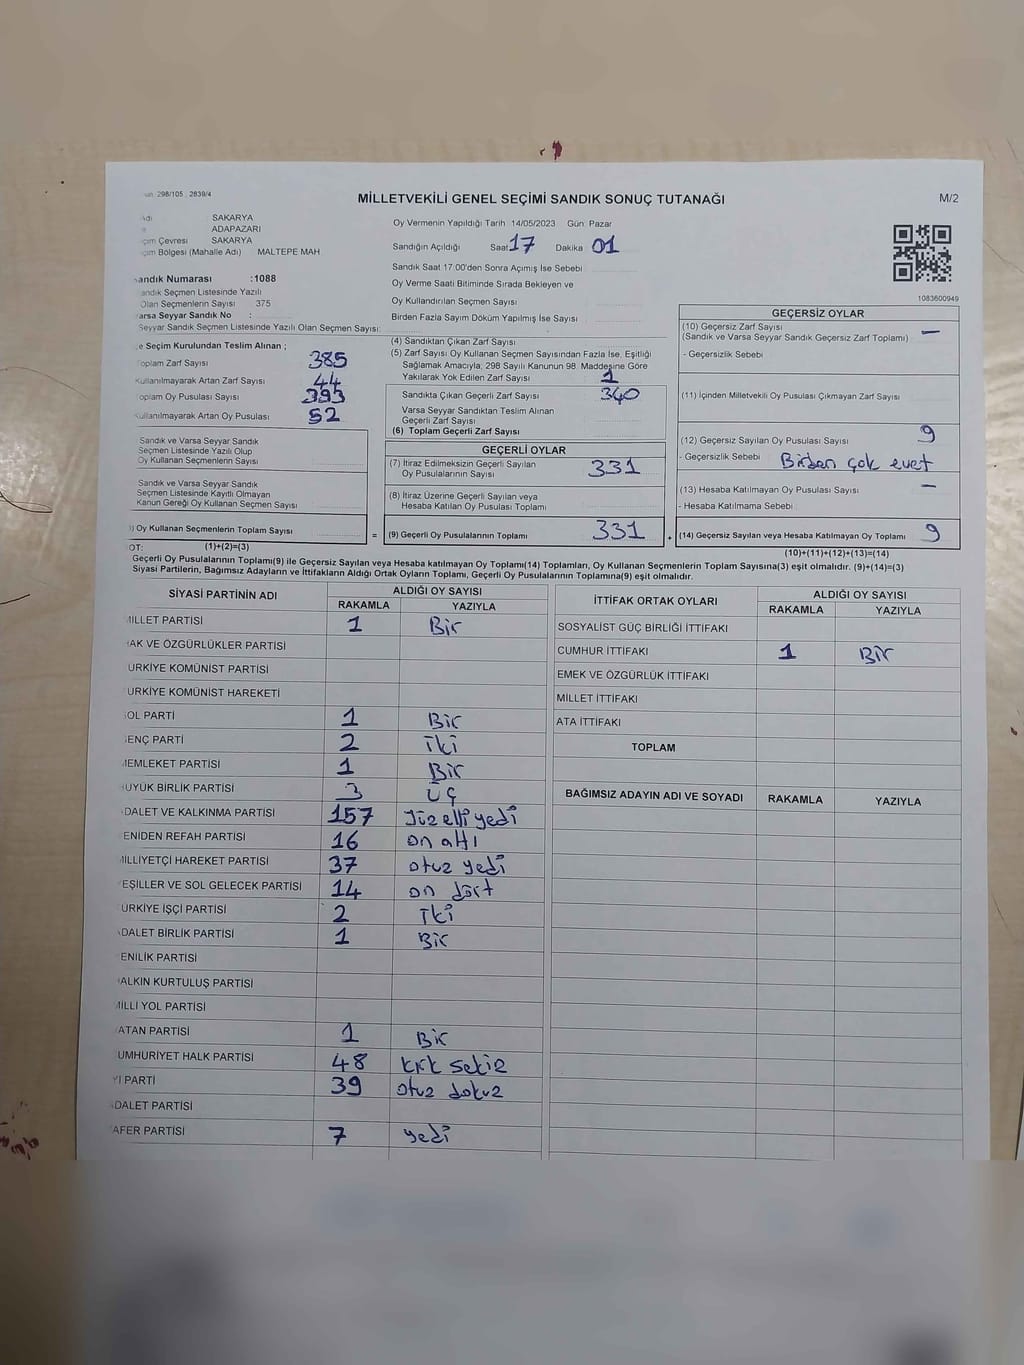 298/105 : 2839/4
MİLLETVEKİLİ GENEL SEÇİMİ SANDIK SONUÇ TUTANAĞI
M/2
SAKARYA
ADAPAZARI
SAKARYA
MALTEPE MAH
Oy Vermenin Yapıldığı Tarih 14/05/2023 Gün: Pazar
Sandığın Açıldığı Saat 17 Dakika 01
Sandık Saat 17:00'den Sonra Açımış İse Sebebi
Oy Verme Saati Bitiminde Sırada Bekleyen ve
Oy Kullandırılan Seçmen Sayısı
Birden Fazla Sayım Döküm Yapılmış İse Sayısı
andık Numarası :1088
andık Seçmen Listesinde Yazılı
Olan Seçmenlerin Sayısı 375
arsa Seyyar Sandık No :
Seyyar Sandık Seçmen Listesinde Yazılı Olan Seçmen Sayısı:
e Seçim Kurulundan Teslim Alınan ;
oplam Zarf Sayısı 385
ullanılmayarak Artan Zarf Sayısı 44
oplam Oy Pusulası Sayısı 393
ullanılmayarak Artan Oy Pusulası 52
Sandık ve Varsa Seyyar Sandık
Seçmen Listesinde Yazılı Olup
Oy Kullanan Seçmenlerin Sayısı
Sandık ve Varsa Seyyar Sandık
Seçmen Listesinde Kayıtlı Olmayan
Kanun Gereği Oy Kullanan Seçmen Sayısı
) Oy Kullanan Seçmenlerin Toplam Sayısı =
(1)+(2)=(3)
(4) Sandıktan Çıkan Zarf Sayısı
(5) Zarf Sayısı Oy Kullanan Seçmen Sayısından Fazla İse, Eşitliği
Sağlamak Amacıyla, 298 Sayılı Kanunun 98. Maddesine Göre
Yakılarak Yok Edilen Zarf Sayısı 1
Sandıkta Çıkan Geçerli Zarf Sayısı 340
Varsa Seyyar Sandıktan Teslim Alınan
Geçerli Zarf Sayısı
(6) Toplam Geçerli Zarf Sayısı
GEÇERLİ OYLAR
(7) İtiraz Edilmeksizin Geçerli Sayılan
Oy Pusulalarının Sayısı 331
(8) İtiraz Üzerine Geçerli Sayılan veya
Hesaba Katılan Oy Pusulası Toplamı
(9) Geçerli Oy Pusulalarının Toplamı 331 +
1083600949
GEÇERSİZ OYLAR
(10) Geçersiz Zarf Sayısı —
(Sandık ve Varsa Seyyar Sandık Geçersiz Zarf Toplamı)
- Geçersizlik Sebebi
(11) İçinden Milletvekili Oy Pusulası Çıkmayan Zarf Sayısı
(12) Geçersiz Sayılan Oy Pusulası Sayısı 9
- Geçersizlik Sebebi Birden çok evet
(13) Hesaba Katılmayan Oy Pusulası Sayısı —
- Hesaba Katılmama Sebebi
(14) Geçersiz Sayılan veya Hesaba Katılmayan Oy Toplamı 9
(10)+(11)+(12)+(13)=(14)
OT:
Geçerli Oy Pusulalarının Toplamı(9) ile Geçersiz Sayılan veya Hesaba katılmayan Oy Toplam(14) Toplamları, Oy Kullanan Seçmenlerin Toplam Sayısına(3) eşit olmalıdır. (9)+(14)=(3)
Siyasi Partilerin, Bağımsız Adayların ve İttifakların Aldığı Ortak Oyların Toplamı, Geçerli Oy Pusulalarının Toplamına(9) eşit olmalıdır.
SİYASİ PARTİNİN ADI ALDIĞI OY SAYISI
RAKAMLA YAZIYLA
İLLET PARTİSİ 1 Bir
AK VE ÖZGÜRLÜKLER PARTİSİ
ÜRKİYE KOMÜNİST PARTİSİ
ÜRKİYE KOMÜNİST HAREKETİ
OL PARTİ 1 Bir
ENÇ PARTİ 2 iki
EMLEKET PARTİSİ 1 Bir
ÜYÜK BİRLİK PARTİSİ 3 üç
DALET VE KALKINMA PARTİSİ 157 Yüz elli yedi
ENİDEN REFAH PARTİSİ 16 on altı
İLLİYETÇİ HAREKET PARTİSİ 37 otuz yedi
EŞİLLER VE SOL GELECEK PARTİSİ 14 on dört
ÜRKİYE İŞÇİ PARTİSİ 2 iki
DALET BİRLİK PARTİSİ 1 Bir
ENİLİK PARTİSİ
ALKIN KURTULUŞ PARTİSİ
İLLİ YOL PARTİSİ
ATAN PARTİSİ 1 Bir
UMHURİYET HALK PARTİSİ 48 kırk sekiz
Yİ PARTİ 39 otuz dokuz
DALET PARTİSİ
AFER PARTİSİ 7 yedi
İTTİFAK ORTAK OYLARI ALDIĞI OY SAYISI
RAKAMLA YAZIYLA
SOSYALİST GÜÇ BİRLİĞİ İTTİFAKI
CUMHUR İTTİFAKI 1 Bir
EMEK VE ÖZGÜRLÜK İTTİFAKI
MİLLET İTTİFAKI
ATA İTTİFAKI
TOPLAM
BAĞIMSIZ ADAYIN ADI VE SOYADI RAKAMLA YAZIYLA